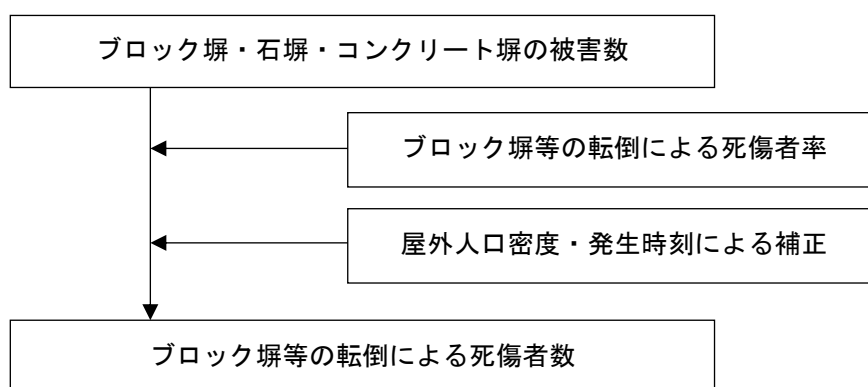 ブロック塀・石塀・コンクリート塀の被害数
ブロック塀等の転倒による死傷者率
屋外人口密度・発生時刻による補正
ブロック塀等の転倒による死傷者数